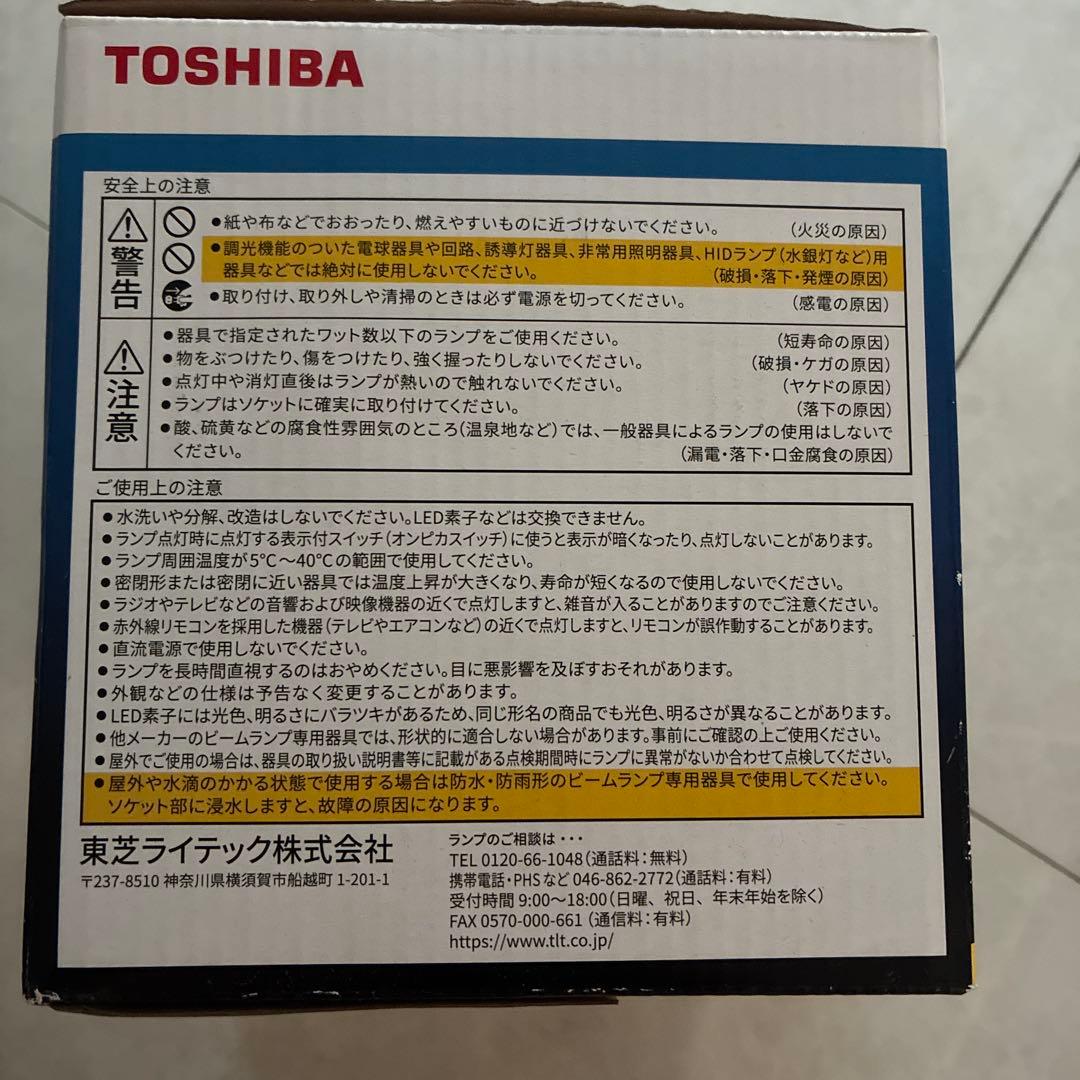 TOSHIBA
安全上の注意
警告
●紙や布などでおおったり、燃えやすいものに近づけないでください。 (火災の原因)
●調光機能のついた電球器具や回路、誘導灯器具、非常用照明器具、HIDランプ(水銀灯など)用
器具などでは絶対に使用しないでください。 (破損・落下・発煙の原因)
●取り付け、取り外しや清掃のときは必ず電源を切ってください。 (感電の原因)
注意
●器具で指定されたワット数以下のランプをご使用ください。 (短寿命の原因)
●物をぶつけたり、傷をつけたり、強く握ったりしないでください。 (破損・ケガの原因)
●点灯中や消灯直後はランプが熱いので触れないでください。 (ヤケドの原因)
●ランプはソケットに確実に取り付けてください。 (落下の原因)
●酸、硫黄などの腐食性雰囲気のところ(温泉地など)では、一般器具によるランプの使用はしないで
ください。 (漏電・落下・口金腐食の原因)
ご使用上の注意
●水洗いや分解、改造はしないでください。LED素子などは交換できません。
●ランプ点灯時に点灯する表示付スイッチ(オンピカスイッチ)に使うと表示が暗くなったり、点灯しないことがあります。
●ランプ周囲温度が5℃~40℃の範囲で使用してください。
●密閉形または密閉に近い器具では温度上昇が大きくなり、寿命が短くなるので使用しないでください。
●ラジオやテレビなどの音響および映像機器の近くで点灯しますと、雑音が入ることがありますのでご注意ください。
●赤外線リモコンを採用した機器(テレビやエアコンなど)の近くで点灯しますと、リモコンが誤作動することがあります。
●直流電源で使用しないでください。
●ランプを長時間直視するのはおやめください。目に悪影響を及ぼすおそれがあります。
●外観などの仕様は予告なく変更することがあります。
●LED素子には光色、明るさにバラツキがあるため、同じ形名の商品でも光色、明るさが異なることがあります。
●他メーカーのビームランプ専用器具では、形状的に適合しない場合があります。事前にご確認の上ご使用ください。
●屋外でご使用の場合は、器具の取り扱い説明書等に記載がある点検期間時にランプに異常がないか合わせて点検してください。
●屋外や水滴のかかる状態で使用する場合は防水・防雨形のビームランプ専用器具で使用してください。
ソケット部に浸水しますと、故障の原因になります。
東芝ライテック株式会社
〒237-8510 神奈川県横須賀市船越町 1-201-1
ランプのご相談は・・・
TEL 0120-66-1048(通話料:無料)
携帯電話・PHSなど 046-862-2772(通話料:有料)
受付時間 9:00~18:00(日曜、祝日、年末年始を除く)
FAX 0570-000-661 (通信料:有料)
https://www.tlt.co.jp/